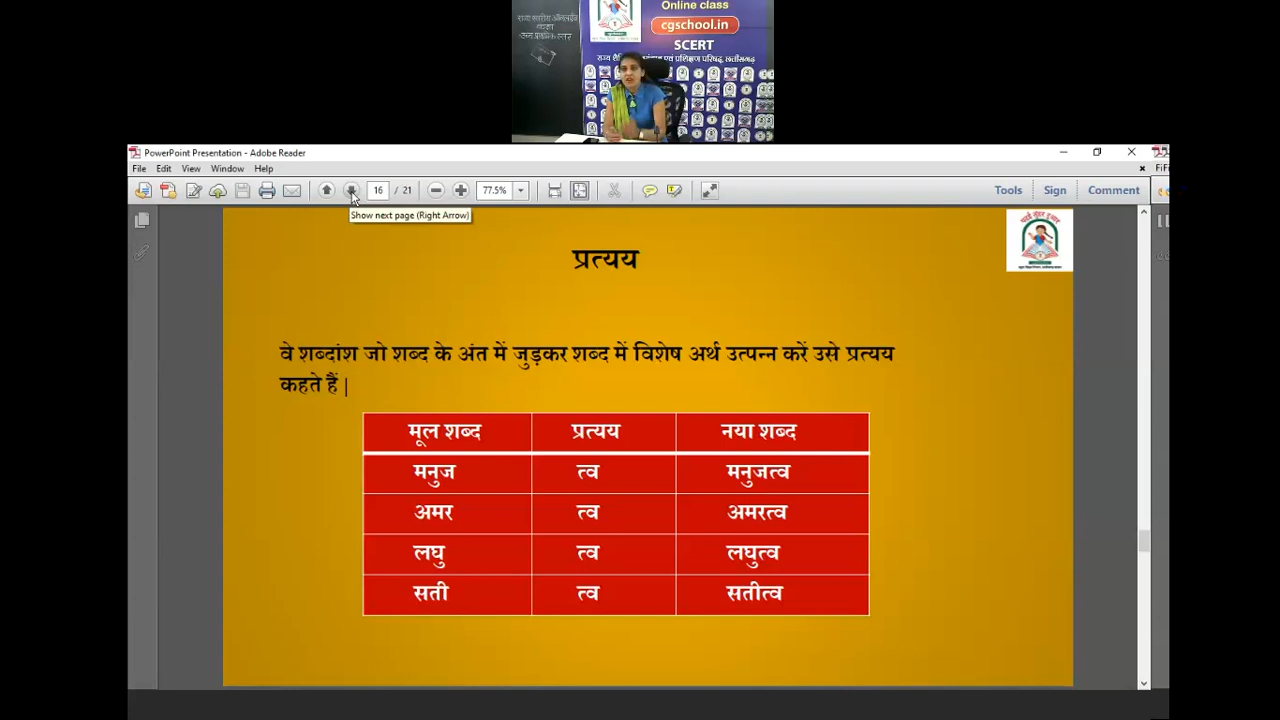 Online class
cgschool.in
SCERT
PowerPoint Presentation - Adobe Reader
File Edit View Window Help
16 / 21 77.5% Tools Sign Comment
Show next page (Right Arrow)
प्रत्यय
वे शब्दांश जो शब्द के अंत में जुड़कर शब्द में विशेष अर्थ उत्पन्न करें उसे प्रत्यय
कहते हैं |
मूल शब्द प्रत्यय नया शब्द
मनुज त्व मनुजत्व
अमर त्व अमरत्व
लघु त्व लघुत्व
सती त्व सतीत्व